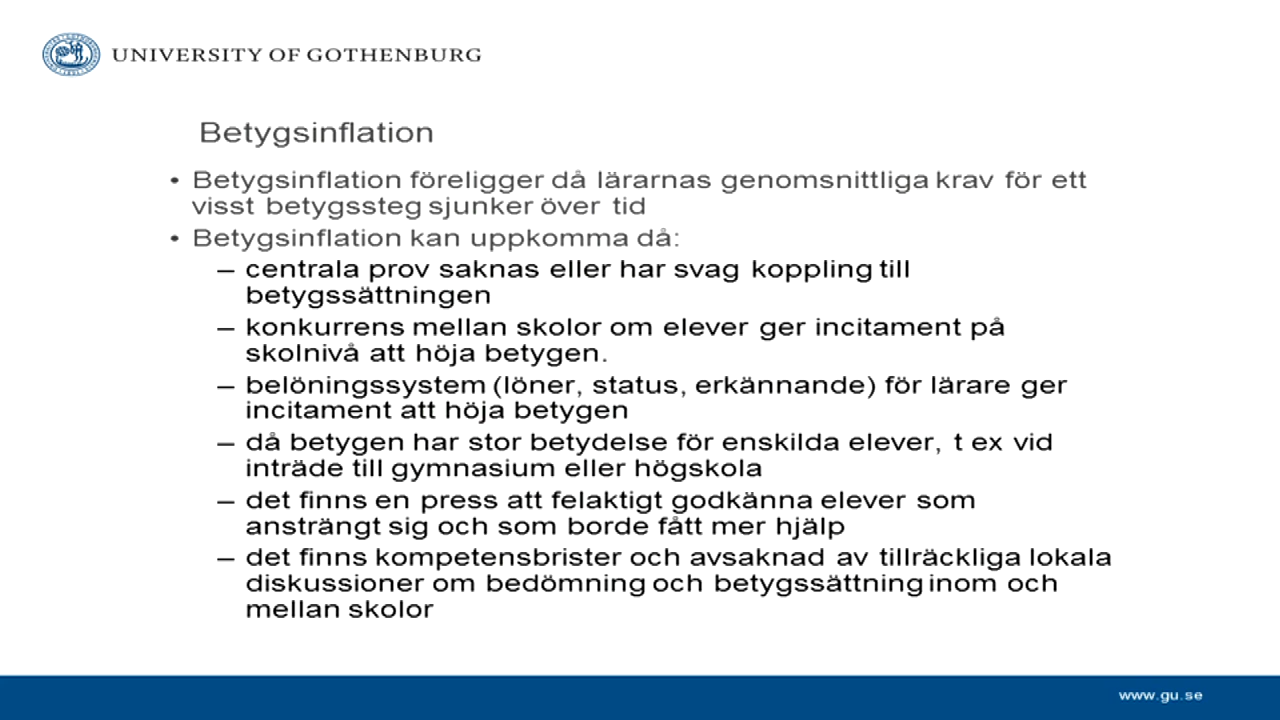 UNIVERSITY OF GOTHENBURG
Betygsinflation
• Betygsinflation föreligger då lärarnas genomsnittliga krav för ett
visst betygssteg sjunker över tid
• Betygsinflation kan uppkomma då:
– centrala prov saknas eller har svag koppling till
betygssättningen
– konkurrens mellan skolor om elever ger incitament på
skolnivå att höja betygen.
– belöningssystem (löner, status, erkännande) för lärare ger
incitament att höja betygen
– då betygen har stor betydelse för enskilda elever, t ex vid
inträde till gymnasium eller högskola
– det finns en press att felaktigt godkänna elever som
ansträngt sig och som borde fått mer hjälp
– det finns kompetensbrister och avsaknad av tillräckliga lokala
diskussioner om bedömning och betygssättning inom och
mellan skolor
www.gu.se